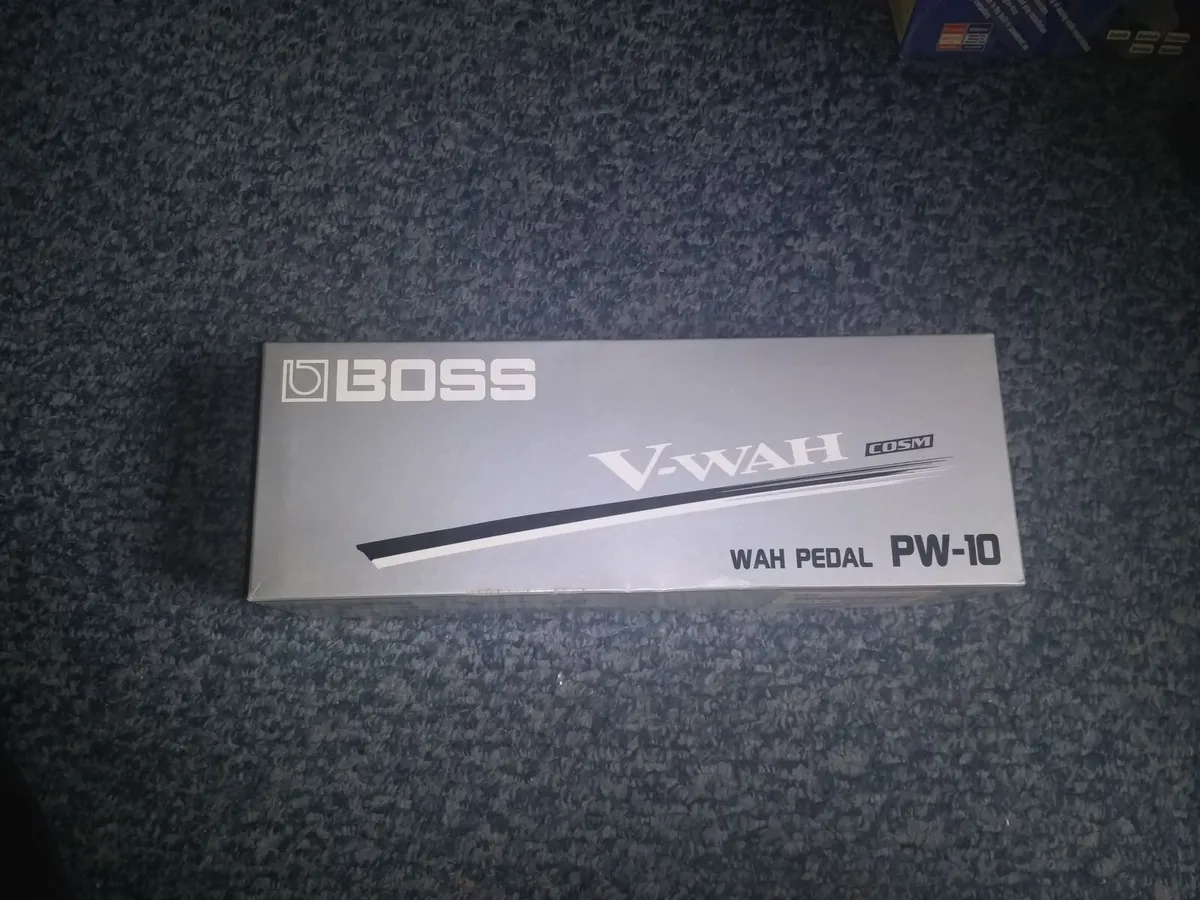 BOSS
V-WAH COSM
WAH PEDAL PW-10